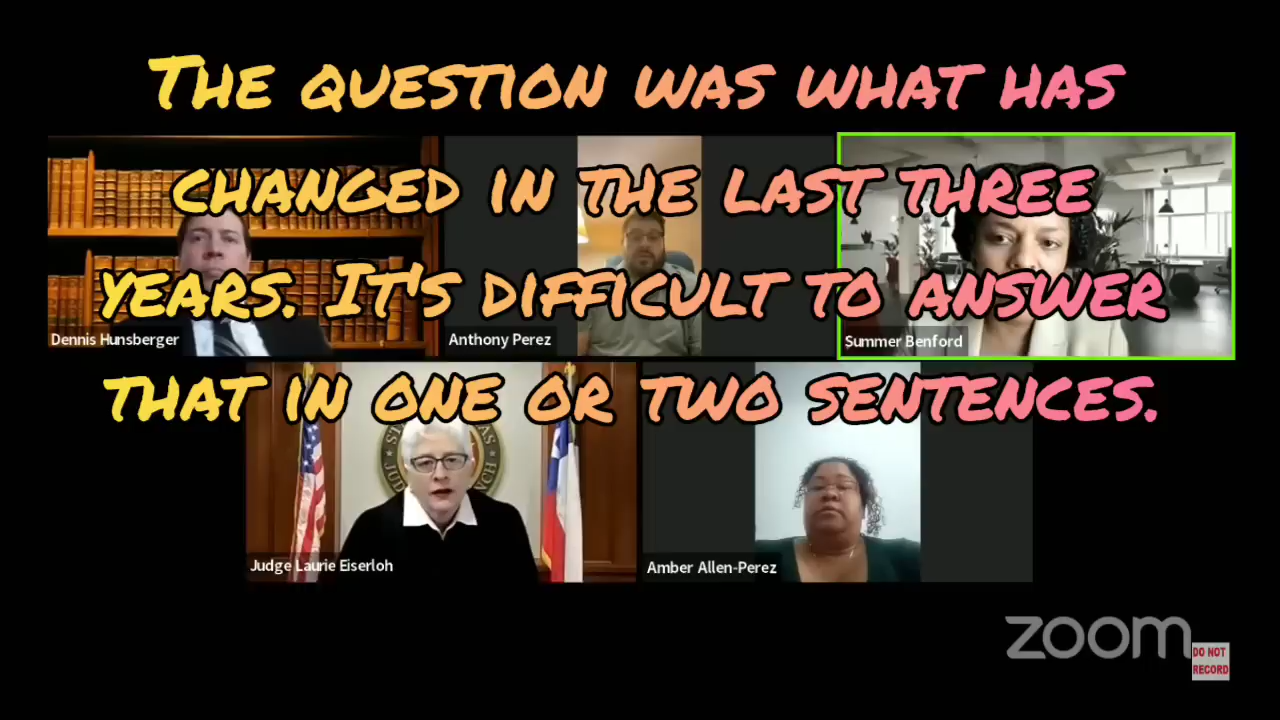 The question was what has
changed in the last three
years. It's difficult to answer
that in one or two sentences.
Dennis Hunsberger
Anthony Perez
Summer Benford
Judge Laurie Eiserloh
Amber Allen-Perez
zoom
DO NOT
RECORD